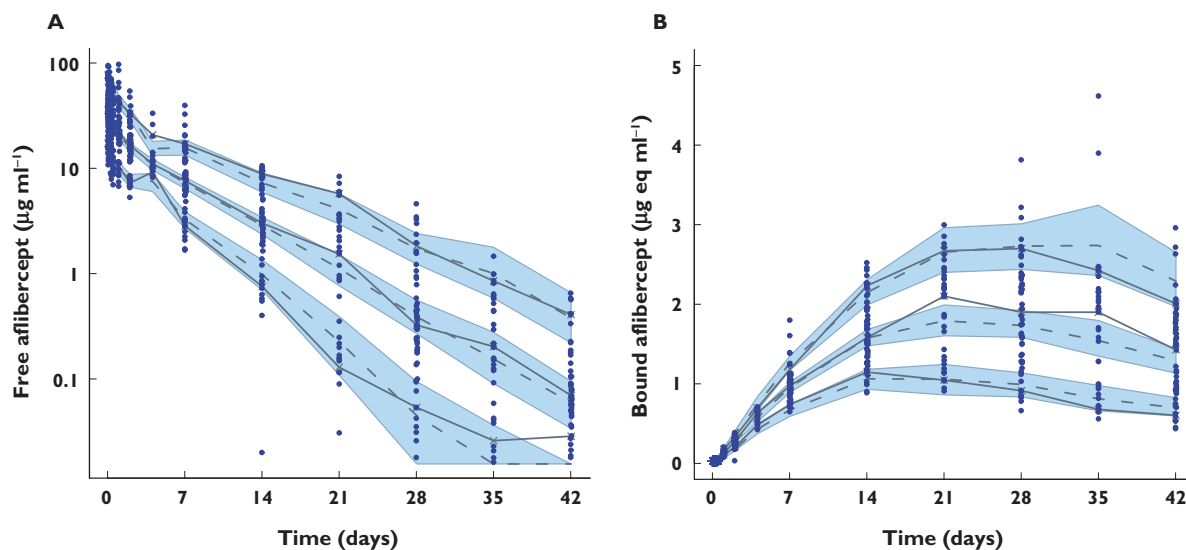 A
Free aflibercept (µg ml⁻¹)
100
10
1
0.1
0 7 14 21 28 35 42
Time (days)
B
Bound aflibercept (µg eq ml⁻¹)
5
4
3
2
1
0
0 7 14 21 28 35 42
Time (days)